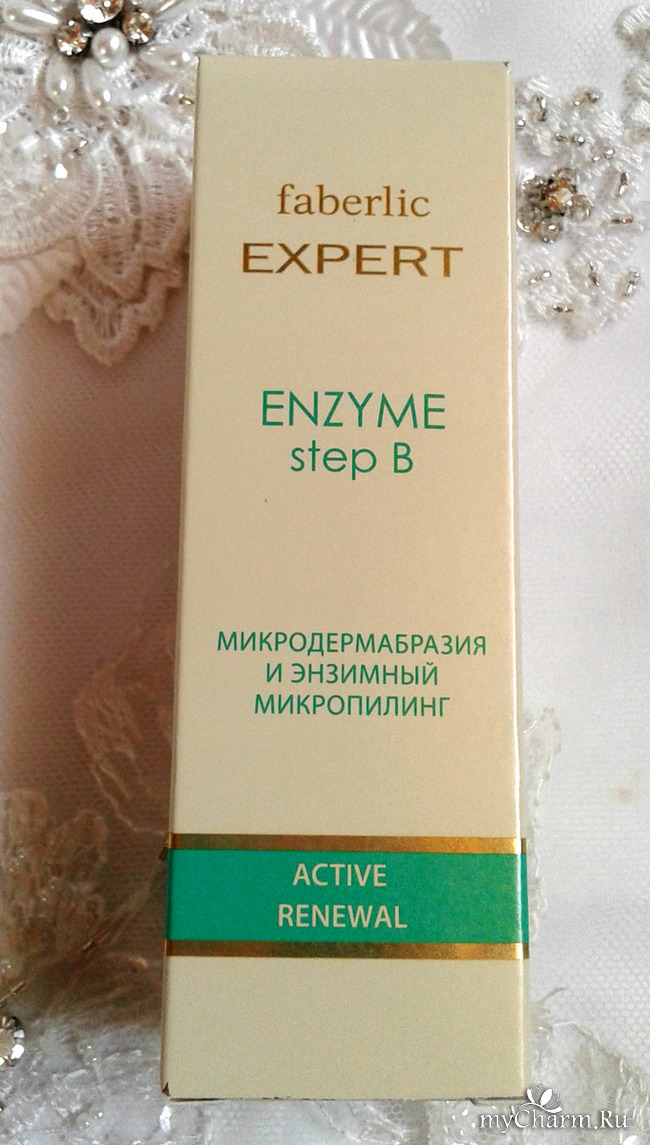 faberlic
EXPERT
ENZYME
step B
МИКРОДЕРМАБРАЗИЯ
И ЭНЗИМНЫЙ
МИКРОПИЛИНГ
ACTIVE
RENEWAL
myCharm.Ru